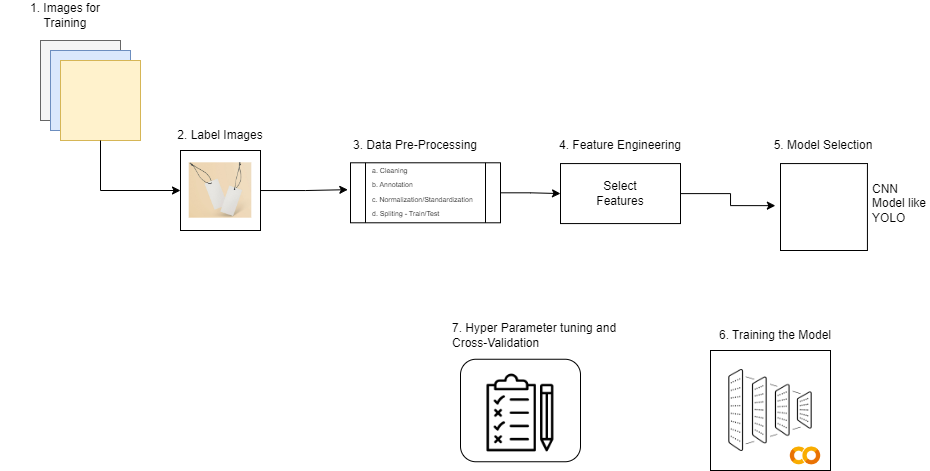 1. Images for
Training
2. Label Images
3. Data Pre-Processing
a. Cleaning
b. Annotation
c. Normalization/Standardization
d. Spliting - Train/Test
4. Feature Engineering
Select
Features
5. Model Selection
CNN
Model like
YOLO
7. Hyper Parameter tuning and
Cross-Validation
6. Training the Model
CO